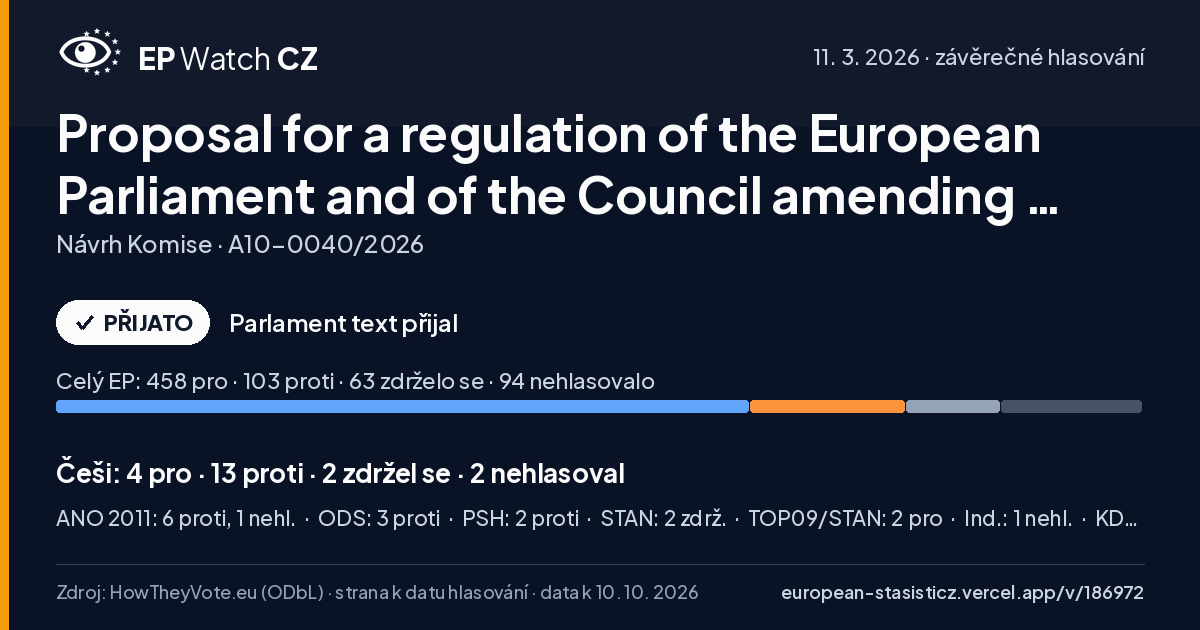 EP Watch CZ
11. 3. 2026 · závěrečné hlasování
Proposal for a regulation of the European
Parliament and of the Council amending …
Návrh Komise · A10-0040/2026
✓ PŘIJATO
Parlament text přijal
Celý EP: 458 pro · 103 proti · 63 zdrželo se · 94 nehlasovalo
Češi: 4 pro · 13 proti · 2 zdržel se · 2 nehlasoval
ANO 2011: 6 proti, 1 nehl. · ODS: 3 proti · PSH: 2 proti · STAN: 2 zdrž. · TOP09/STAN: 2 pro · Ind.: 1 nehl. · KD…
Zdroj: HowTheyVote.eu (ODbL) · strana k datu hlasování · data k 10. 10. 2026
european-stasisticz.vercel.app/v/186972